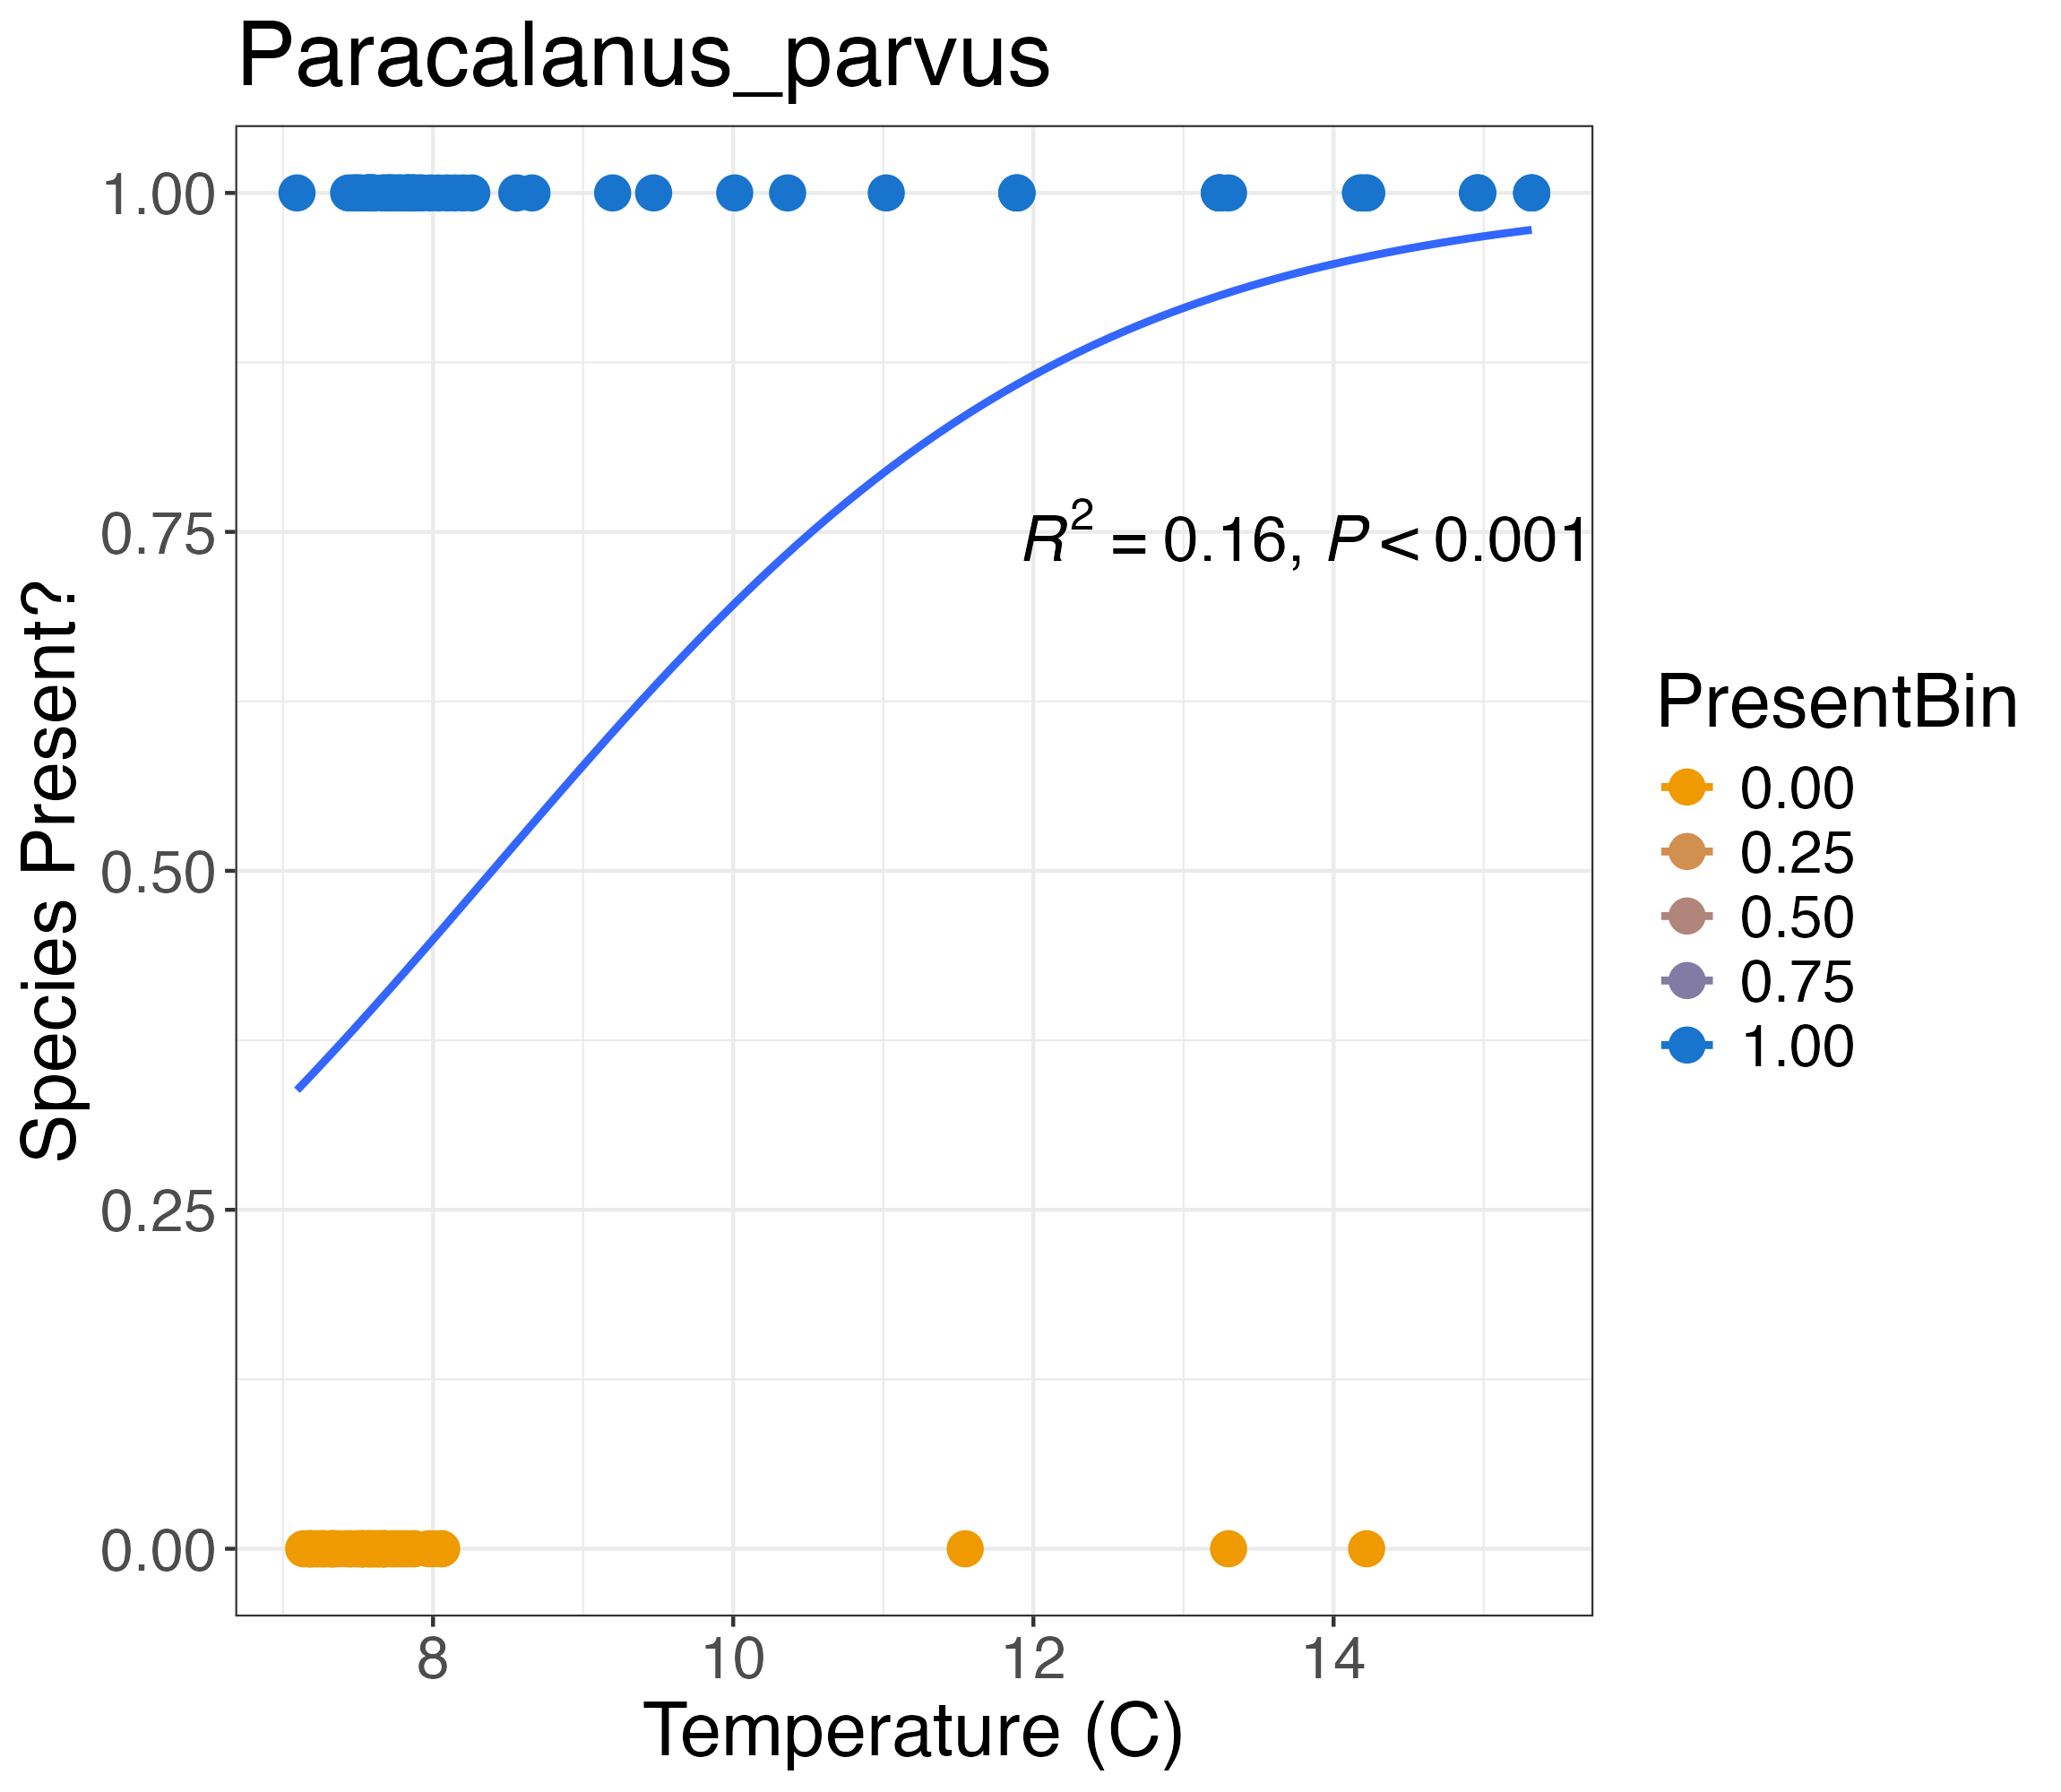 Paracalanus_parvus
Species Present?
1.00
0.75
0.50
0.25
0.00
R² = 0.16, P < 0.001
8 10 12 14
Temperature (C)
PresentBin
0.00
0.25
0.50
0.75
1.00